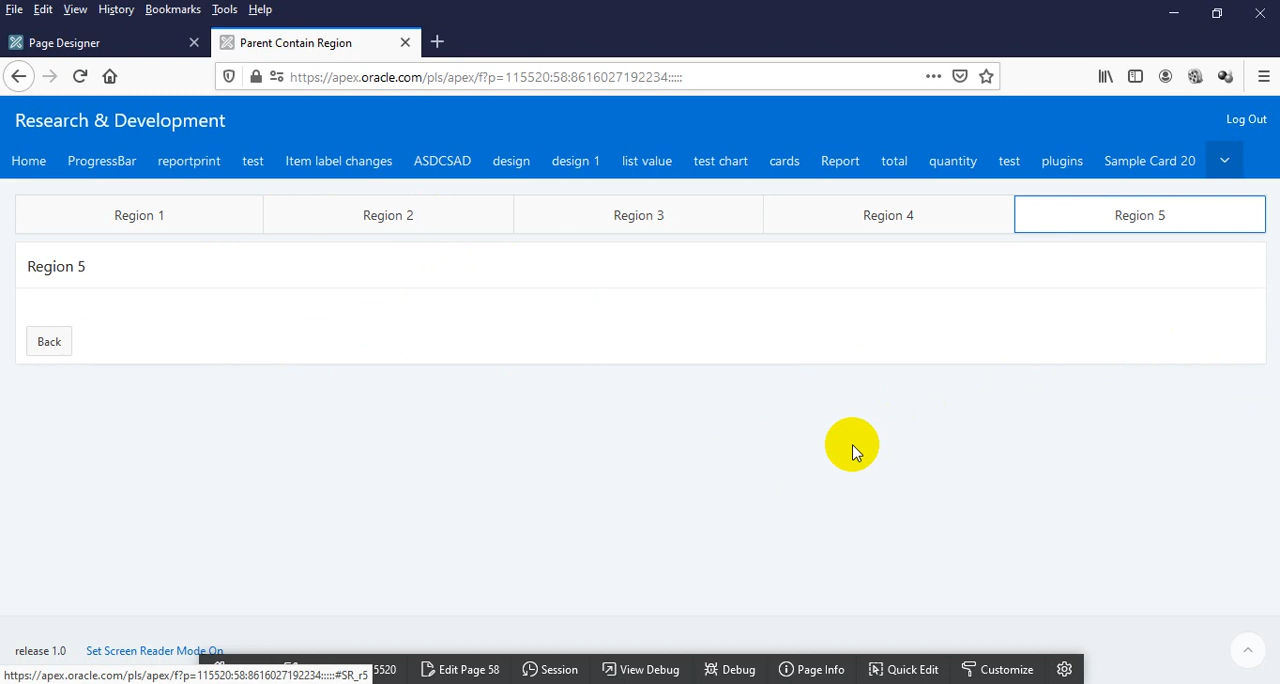 File Edit View History Bookmarks Tools Help
Page Designer
Parent Contain Region
https://apex.oracle.com/pls/apex/f?p=115520:58:8616027192234:::::
Research & Development
Log Out
Home ProgressBar reportprint test Item label changes ASDCSAD design design 1 list value test chart cards Report total quantity test plugins Sample Card 20
Region 1 Region 2 Region 3 Region 4 Region 5
Region 5
Back
release 1.0 Set Screen Reader Mode On
https://apex.oracle.com/pls/apex/f?p=115520:58:8616027192234:::::#SR_r5
5520 Edit Page 58 Session View Debug Debug Page Info Quick Edit Customize